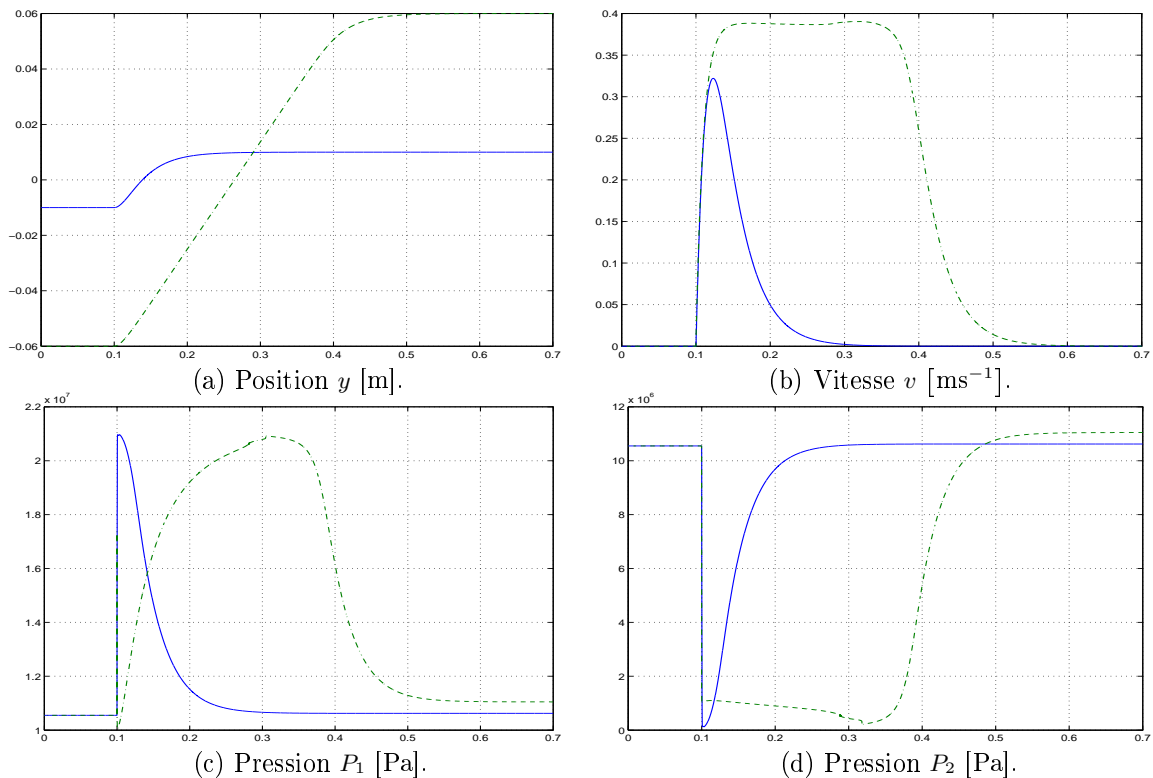 0.06
0.04
0.02
0
−0.02
−0.04
−0.06
0 0.1 0.2 0.3 0.4 0.5 0.6 0.7
(a) Position y [m].
0.4
0.35
0.3
0.25
0.2
0.15
0.1
0.05
0
0 0.1 0.2 0.3 0.4 0.5 0.6 0.7
(b) Vitesse v [ms⁻¹].
2.2 x 10⁷
2
1.8
1.6
1.4
1.2
1
0 0.1 0.2 0.3 0.4 0.5 0.6 0.7
(c) Pression P₁ [Pa].
12 x 10⁶
10
8
6
4
2
0
0 0.1 0.2 0.3 0.4 0.5 0.6 0.7
(d) Pression P₂ [Pa].